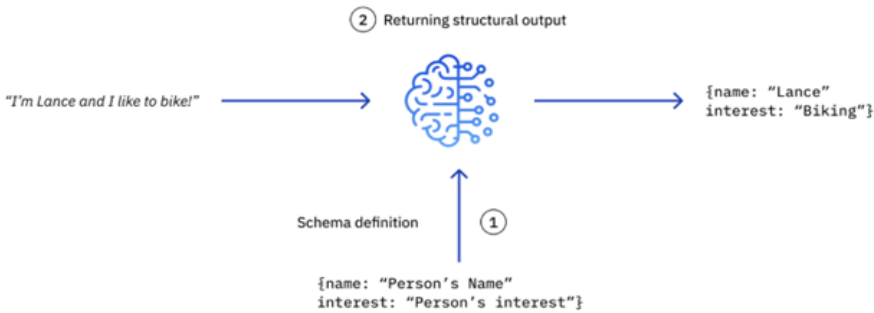 2 Returning structural output
“I’m Lance and I like to bike!”
{name: “Lance”
interest: “Biking”}
Schema definition 1
{name: “Person’s Name”
interest: “Person’s interest”}